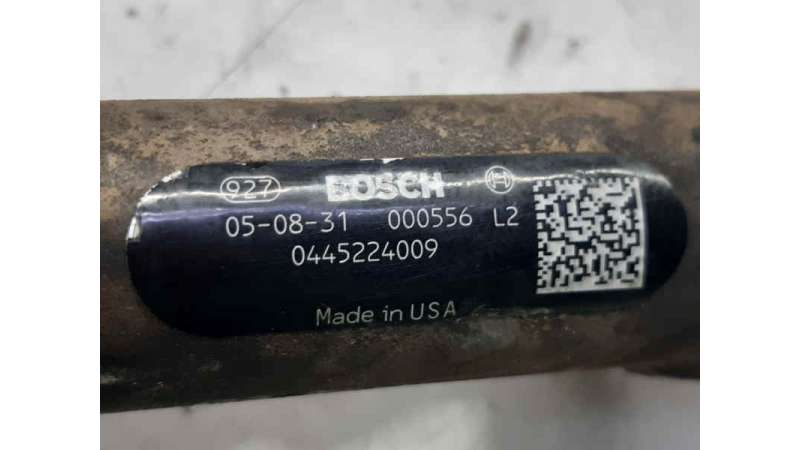 927 BOSCH
05-08-31 000556 L2
0445224009
Made in USA